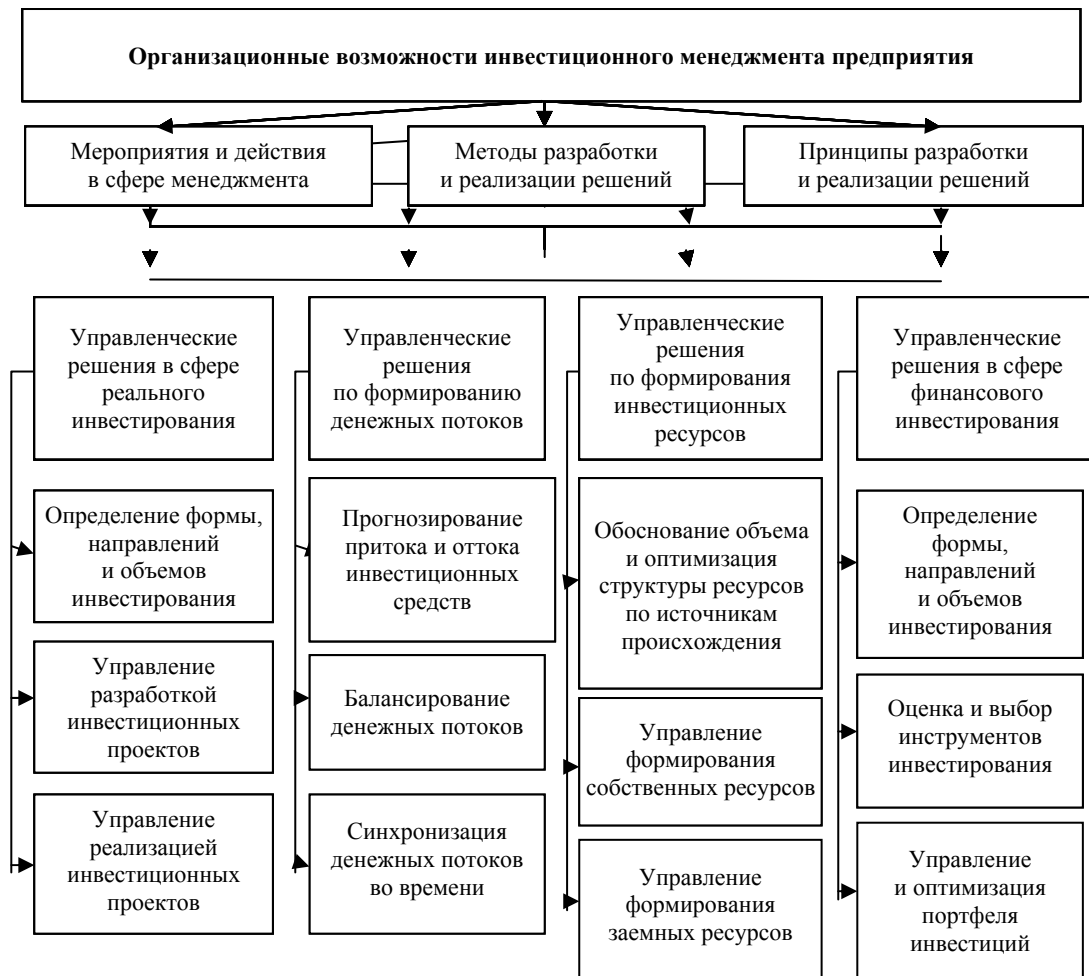 Организационные возможности инвестиционного менеджмента предприятия
Мероприятия и действия
в сфере менеджмента
Методы разработки
и реализации решений
Принципы разработки
и реализации решений
Управленческие
решения в сфере
реального
инвестирования
Управленческие
решения
по формированию
денежных потоков
Управленческие
решения
по формирования
инвестиционных
ресурсов
Управленческие
решения в сфере
финансового
инвестирования
Определение формы,
направлений
и объемов
инвестирования
Прогнозирование
притока и оттока
инвестиционных
средств
Обоснование объема
и оптимизация
структуры ресурсов
по источникам
происхождения
Определение
формы,
направлений
и объемов
инвестирования
Управление
разработкой
инвестиционных
проектов
Балансирование
денежных потоков
Управление
формирования
собственных ресурсов
Оценка и выбор
инструментов
инвестирования
Управление
реализацией
инвестиционных
проектов
Синхронизация
денежных потоков
во времени
Управление
формирования
заемных ресурсов
Управление
и оптимизация
портфеля
инвестиций